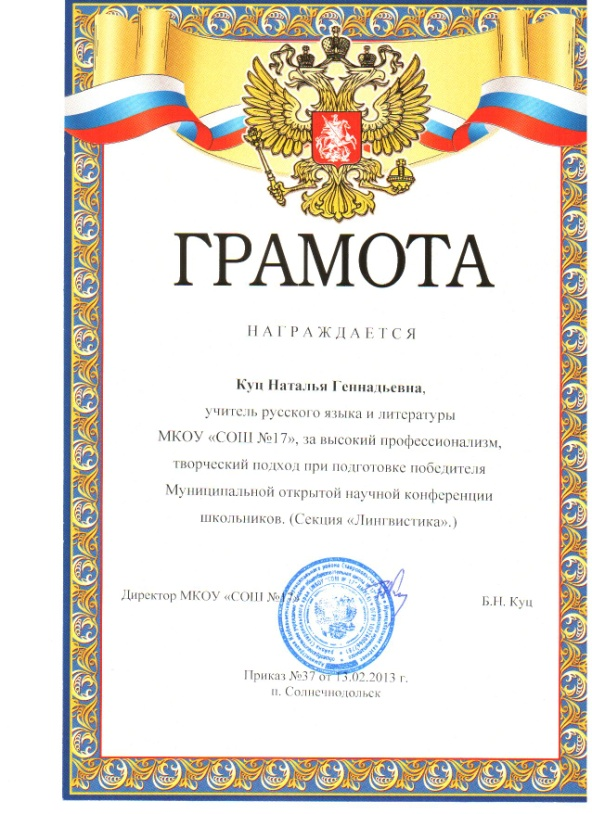 ГРАМОТА
НАГРАЖДАЕТСЯ
Куц Наталья Геннадьевна,
учитель русского языка и литературы
МКОУ «СОШ №17», за высокий профессионализм,
творческий подход при подготовке победителя
Муниципальной открытой научной конференции
школьников. (Секция «Лингвистика».)
Директор МКОУ «СОШ №17»
Б.Н. Куц
Приказ №37 от 13.02.2013 г.
п. Солнечнодольск